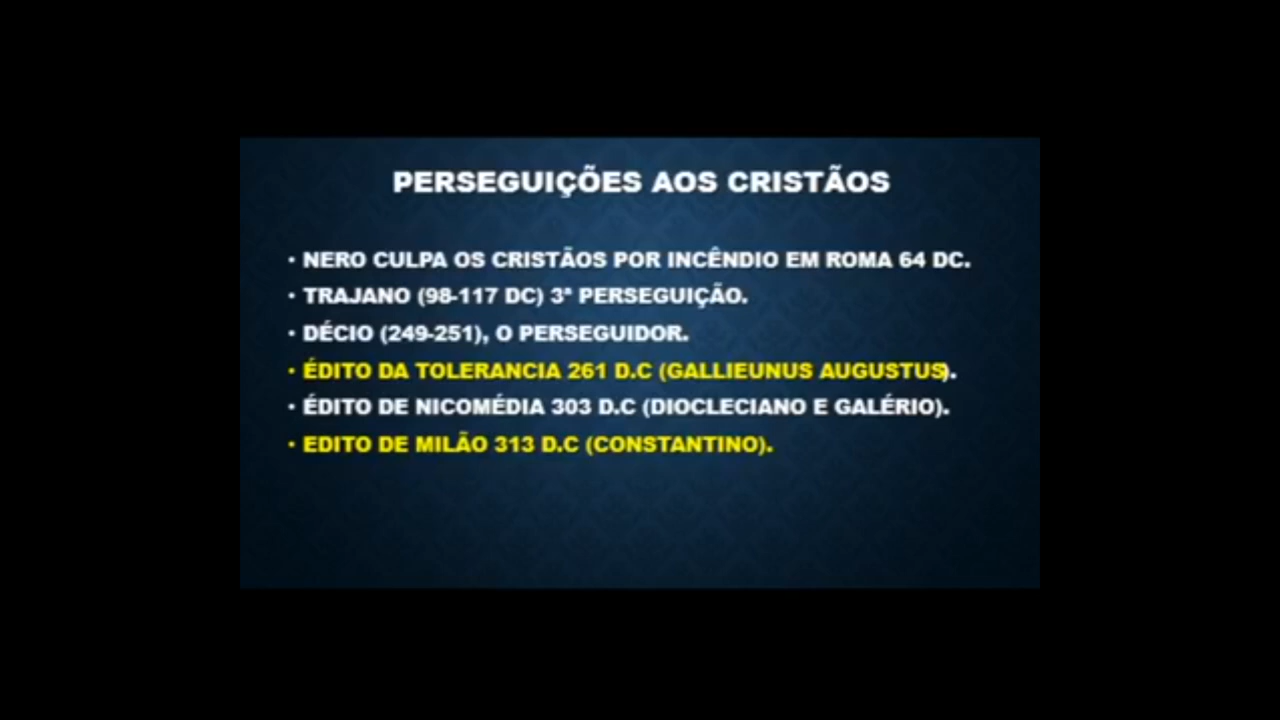 PERSEGUIÇÕES AOS CRISTÃOS
• NERO CULPA OS CRISTÃOS POR INCÊNDIO EM ROMA 64 DC.
• TRAJANO (98-117 DC) 3ª PERSEGUIÇÃO.
• DÉCIO (249-251), O PERSEGUIDOR.
• ÉDITO DA TOLERANCIA 261 D.C (GALLIEUNUS AUGUSTUS).
• ÉDITO DE NICOMÉDIA 303 D.C (DIOCLECIANO E GALÉRIO).
• EDITO DE MILÃO 313 D.C (CONSTANTINO).